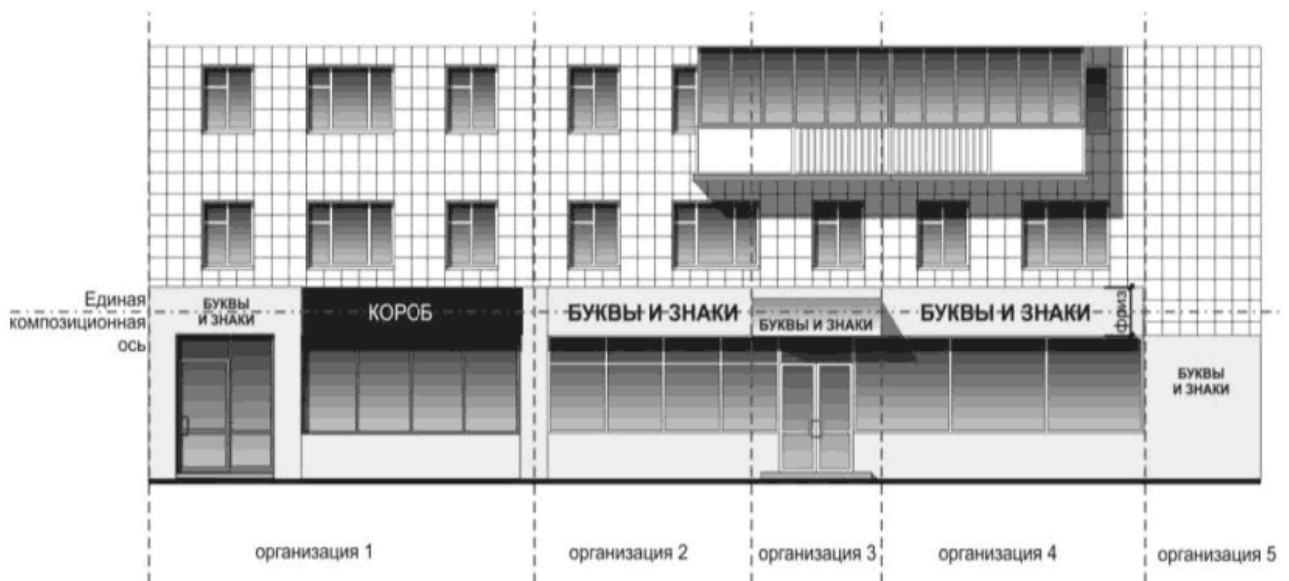 Единая
композиционная
ось
БУКВЫ
И ЗНАКИ
КОРОБ
БУКВЫ И ЗНАКИ
БУКВЫ И ЗНАКИ
БУКВЫ И ЗНАКИ
фриз
БУКВЫ
И ЗНАКИ
организация 1
организация 2
организация 3
организация 4
организация 5